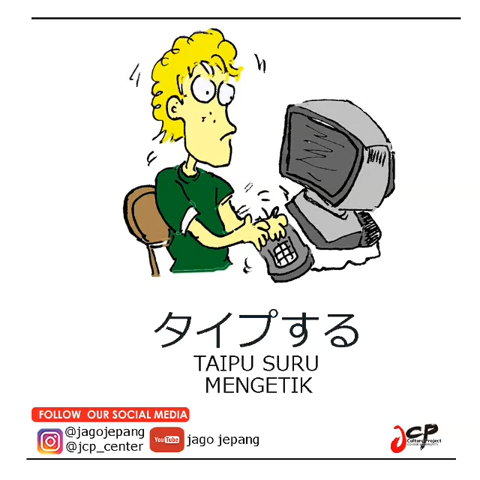 タイプする
TAIPU SURU
MENGETIK
FOLLOW OUR SOCIAL MEDIA
@jagojepang
@jcp_center
YouTube
jago jepang
JCP